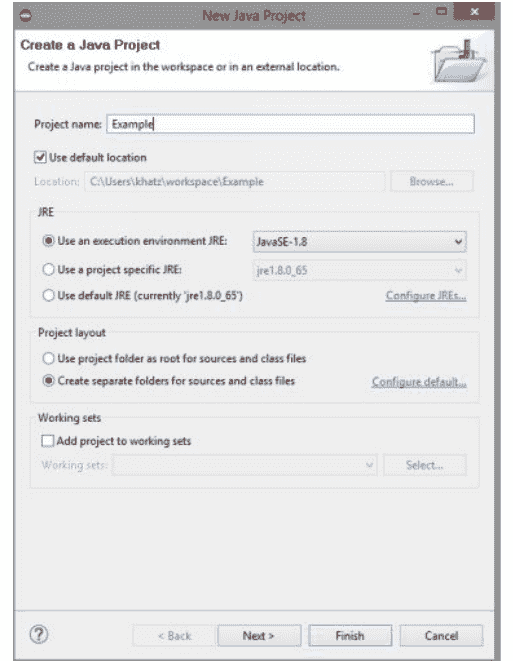 New Java Project
Create a Java Project
Create a Java project in the workspace or in an external location.
Project name: Example
Use default location
Location: C:\Users\khatz\workspace\Example Browse...
JRE
Use an execution environment JRE: JavaSE-1.8
Use a project specific JRE: jre1.8.0_65
Use default JRE (currently 'jre1.8.0_65') Configure JREs...
Project layout
Use project folder as root for sources and class files
Create separate folders for sources and class files Configure default...
Working sets
Add project to working sets
Working sets: Select...
? < Back Next > Finish Cancel